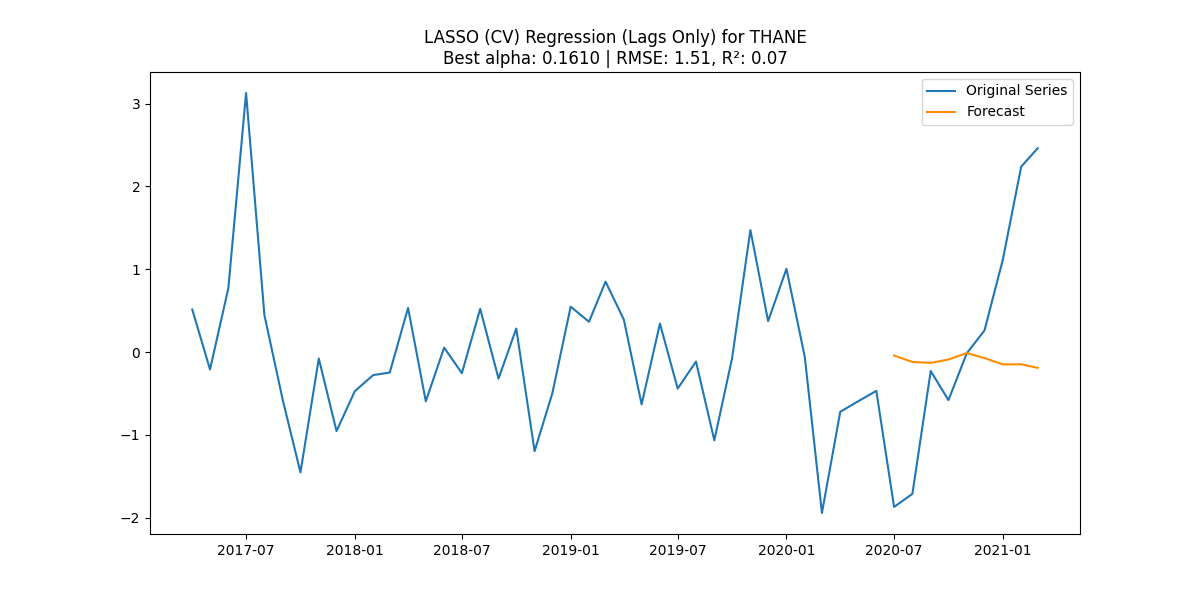 LASSO (CV) Regression (Lags Only) for THANE
Best alpha: 0.1610 | RMSE: 1.51, R²: 0.07
Original Series
Forecast
3
2
1
0
−1
−2
2017-07 2018-01 2018-07 2019-01 2019-07 2020-01 2020-07 2021-01